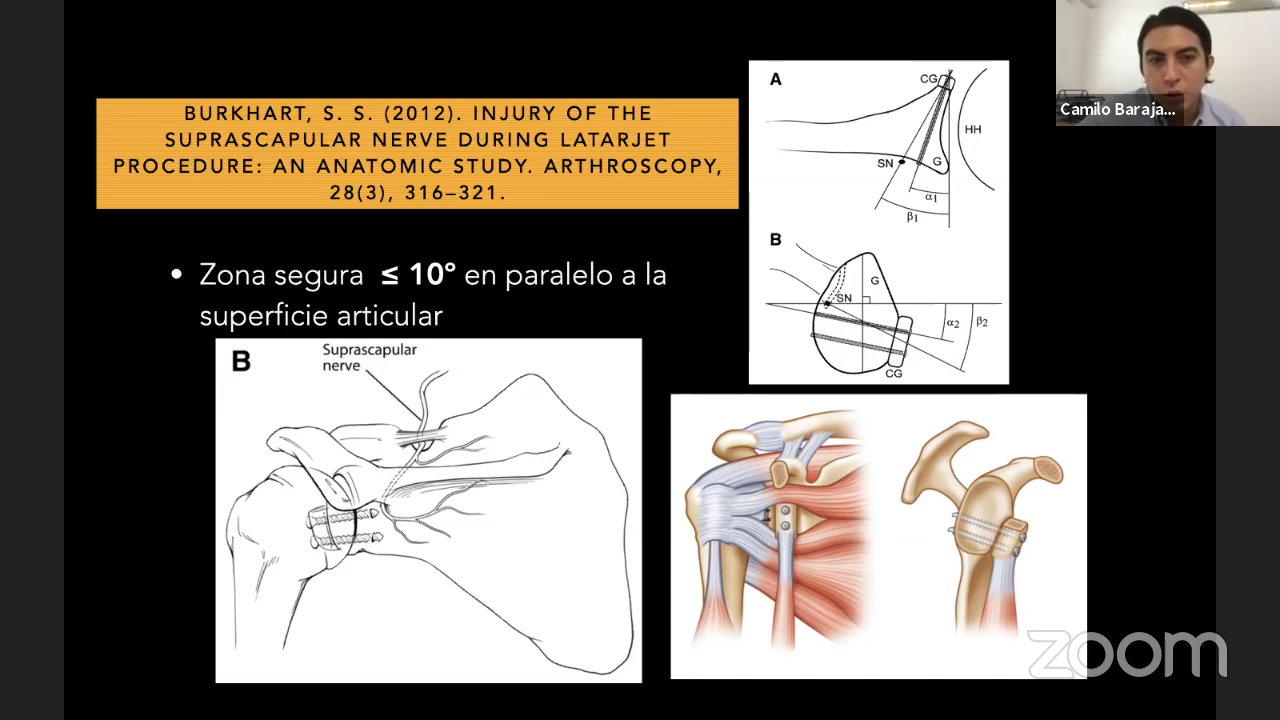 BURKHART, S. S. (2012). INJURY OF THE
SUPRASCAPULAR NERVE DURING LATARJET
PROCEDURE: AN ANATOMIC STUDY. ARTHROSCOPY,
28(3), 316–321.
• Zona segura ≤ 10° en paralelo a la
superficie articular
B
Suprascapular
nerve
A
CG
HH
SN
G
α1
β1
B
G
SN
α2
β2
CG
Camilo Baraja...
zoom